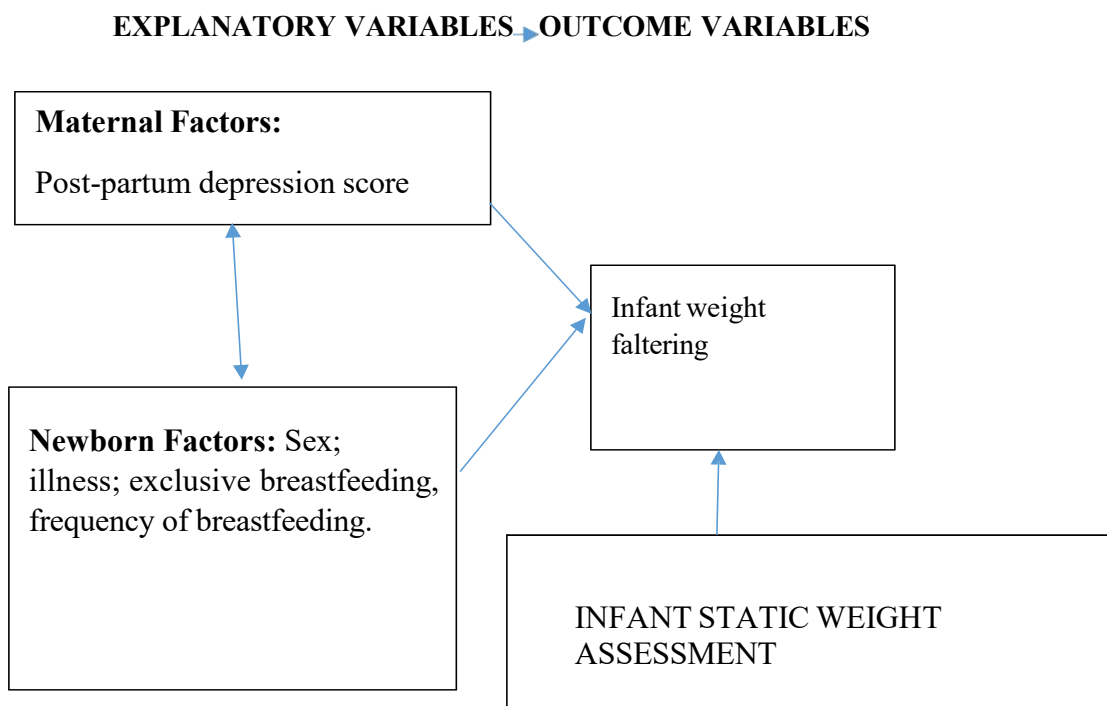 EXPLANATORY VARIABLES OUTCOME VARIABLES
Maternal Factors:
Post-partum depression score
Infant weight
faltering
Newborn Factors: Sex;
illness; exclusive breastfeeding,
frequency of breastfeeding.
INFANT STATIC WEIGHT
ASSESSMENT